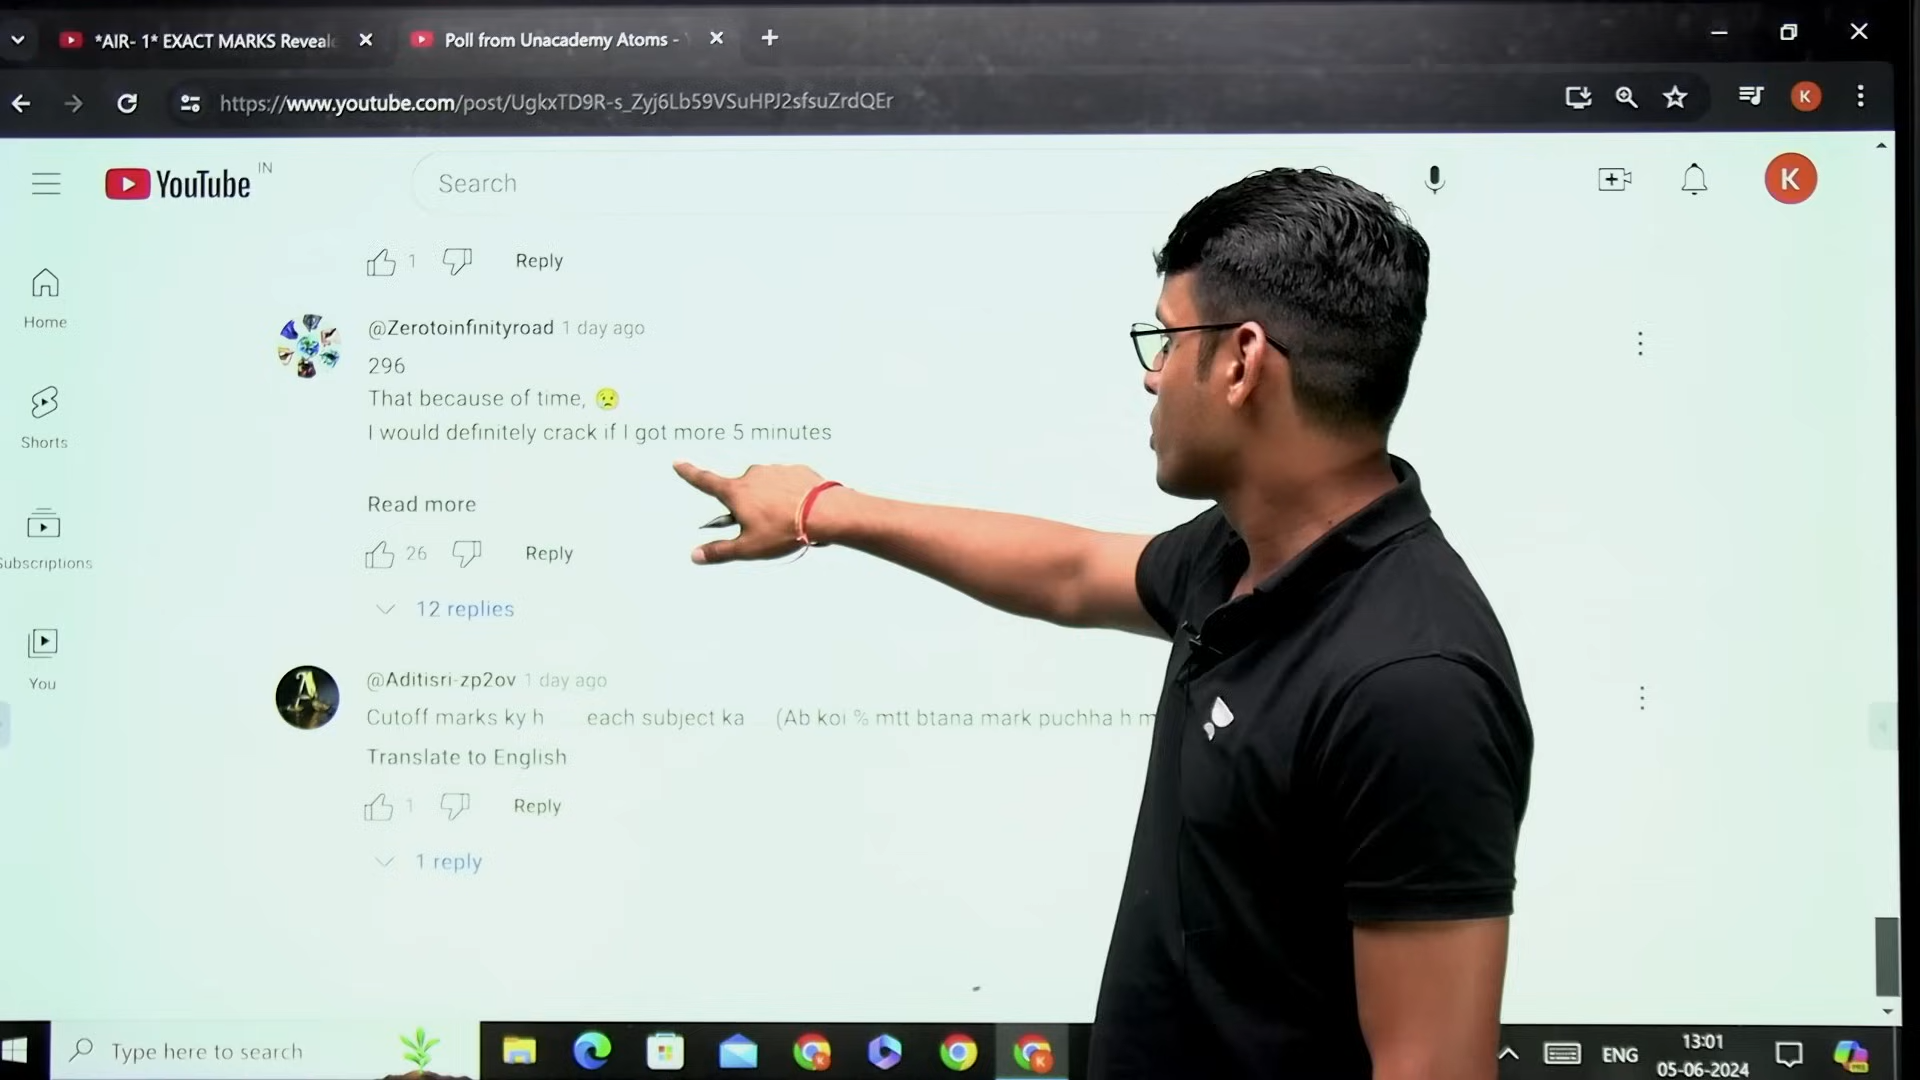 *AIR- 1* EXACT MARKS Reveal
Poll from Unacademy Atoms -
https://www.youtube.com/post/UgkxTD9R-s_Zyj6Lb59VSuHPJ2sfsuZrdQEr
K
YouTube IN
Search
K
Home
Shorts
Subscriptions
You
1 Reply
@Zerotoinfinityroad 1 day ago
296
That because of time, 😢
I would definitely crack if I got more 5 minutes
Read more
26 Reply
12 replies
A
@Aditisri-zp2ov 1 day ago
Cutoff marks ky h each subject ka (Ab koi % mtt btana mark puchha h m
Translate to English
1 Reply
1 reply
Type here to search
ENG
13:01
05-06-2024